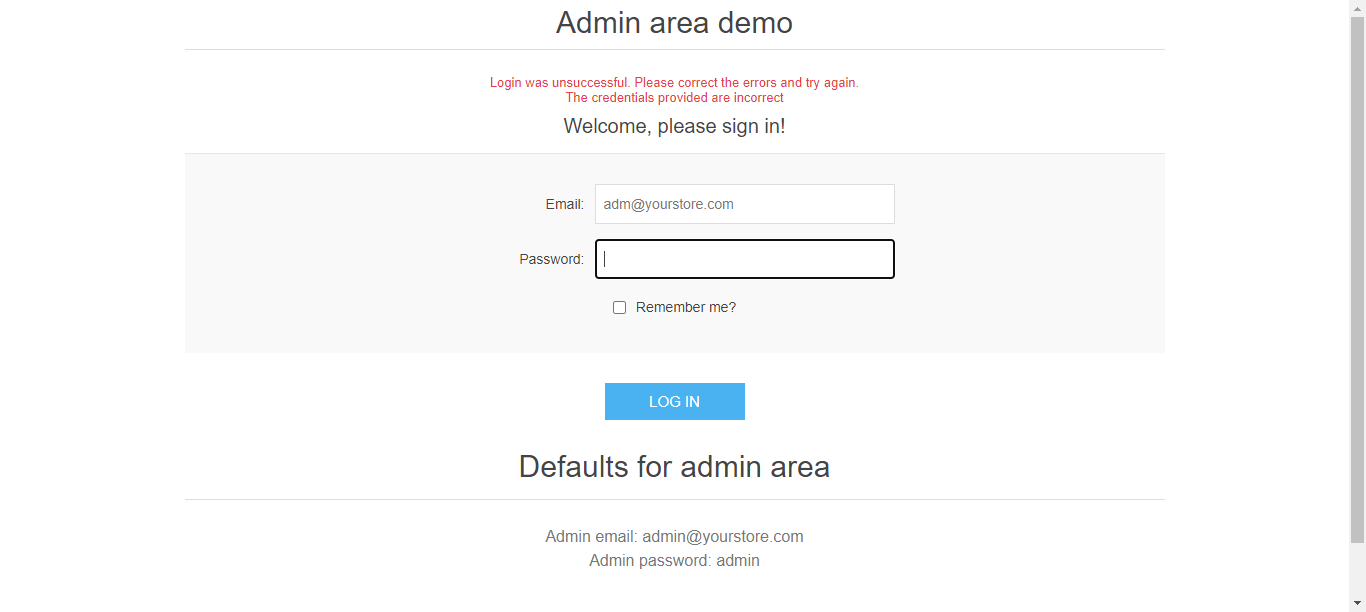 Admin area demo
Login was unsuccessful. Please correct the errors and try again.
The credentials provided are incorrect
Welcome, please sign in!
Email: adm@yourstore.com
Password:
Remember me?
LOG IN
Defaults for admin area
Admin email: admin@yourstore.com
Admin password: admin